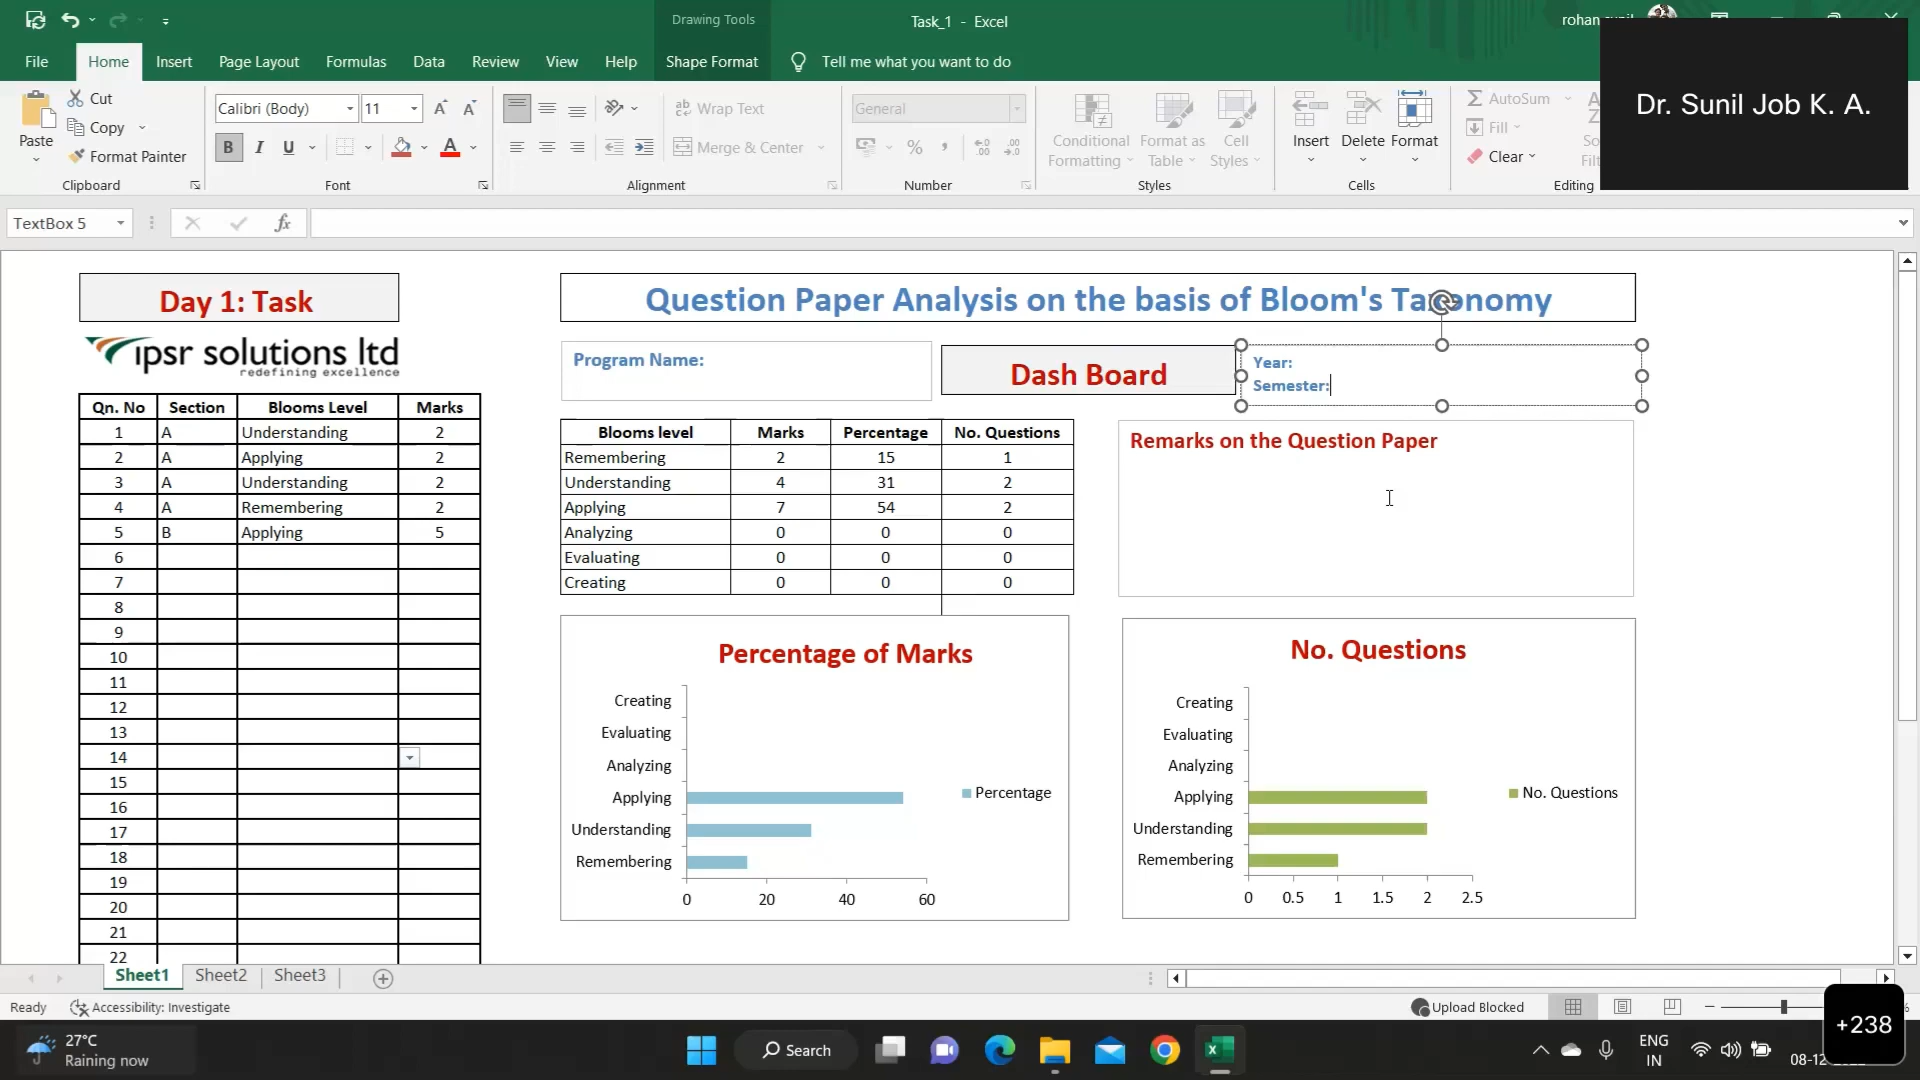 Drawing Tools
Task_1 - Excel
File
Home
Insert
Page Layout
Formulas
Data
Review
View
Help
Shape Format
Tell me what you want to do
Dr. Sunil Job K. A.
Paste
Cut
Copy
Format Painter
Clipboard
Calibri (Body)
11
B
I
U
Font
Wrap Text
Merge & Center
Alignment
General
Number
Conditional
Formatting
Format as
Table
Cell
Styles
Styles
Insert
Delete
Format
Cells
AutoSum
Fill
Clear
Editing
TextBox 5
fx
Day 1: Task
ipsr solutions ltd
redefining excellence
Qn. No Section Blooms Level Marks
1 A Understanding 2
2 A Applying 2
3 A Understanding 2
4 A Remembering 2
5 B Applying 5
6
7
8
9
10
11
12
13
14
15
16
17
18
19
20
21
22
Question Paper Analysis on the basis of Bloom's Taxonomy
Program Name:
Dash Board
Year:
Semester:
Blooms level Marks Percentage No. Questions
Remembering 2 15 1
Understanding 4 31 2
Applying 7 54 2
Analyzing 0 0 0
Evaluating 0 0 0
Creating 0 0 0
Remarks on the Question Paper
Percentage of Marks
Creating
Evaluating
Analyzing
Applying
Understanding
Remembering
0 20 40 60
Percentage
No. Questions
Creating
Evaluating
Analyzing
Applying
Understanding
Remembering
0 0.5 1 1.5 2 2.5
No. Questions
Sheet1
Sheet2
Sheet3
Ready
Accessibility: Investigate
Upload Blocked
+238
27°C
Raining now
Search
ENG
IN